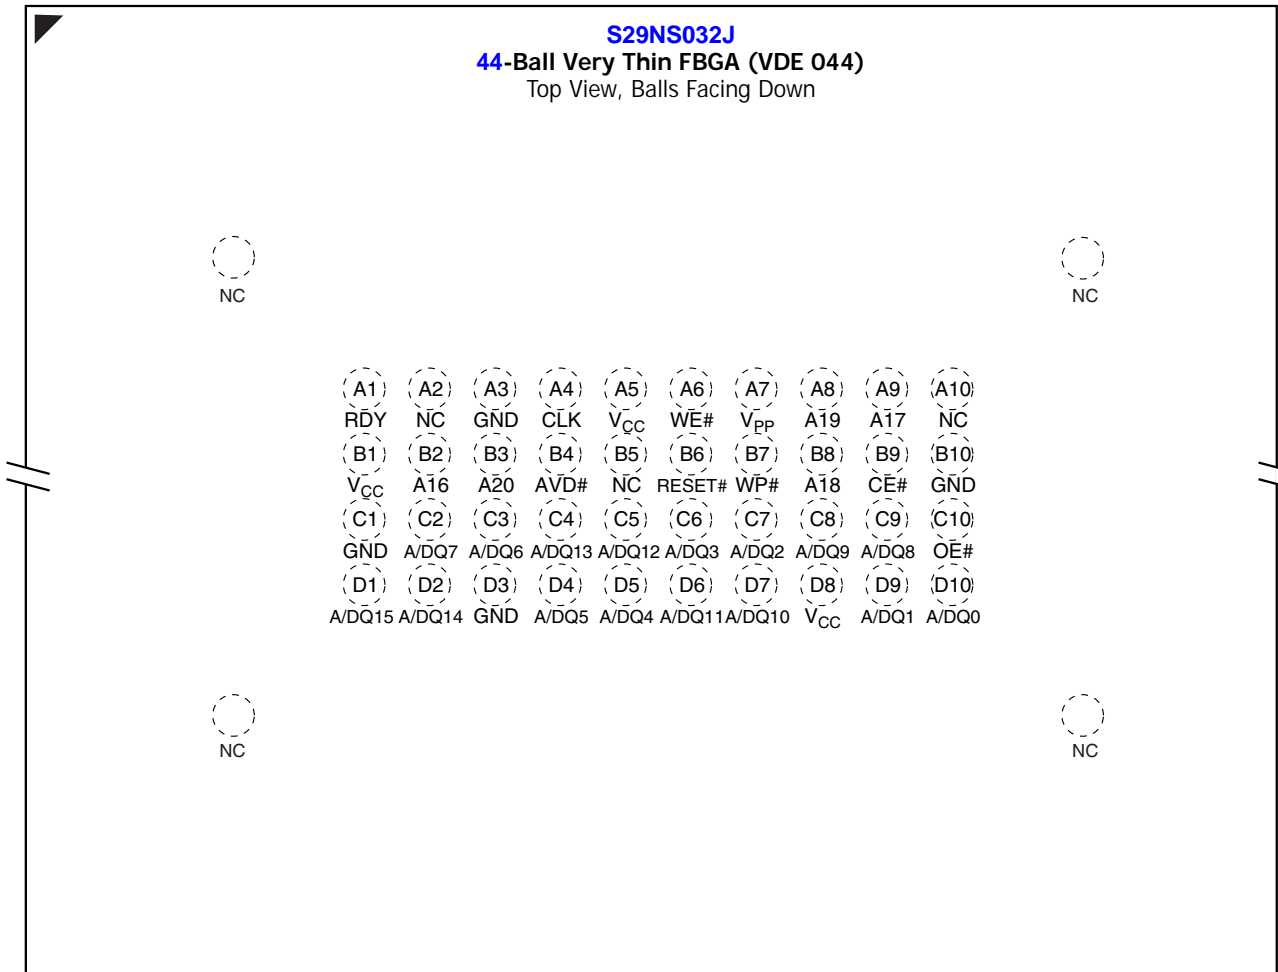 S29NS032J
44-Ball Very Thin FBGA (VDE 044)
Top View, Balls Facing Down
NC NC
A1 A2 A3 A4 A5 A6 A7 A8 A9 A10
RDY NC GND CLK VCC WE# VPP A19 A17 NC
B1 B2 B3 B4 B5 B6 B7 B8 B9 B10
VCC A16 A20 AVD# NC RESET# WP# A18 CE# GND
C1 C2 C3 C4 C5 C6 C7 C8 C9 C10
GND A/DQ7 A/DQ6 A/DQ13 A/DQ12 A/DQ3 A/DQ2 A/DQ9 A/DQ8 OE#
D1 D2 D3 D4 D5 D6 D7 D8 D9 D10
A/DQ15 A/DQ14 GND A/DQ5 A/DQ4 A/DQ11 A/DQ10 VCC A/DQ1 A/DQ0
NC NC